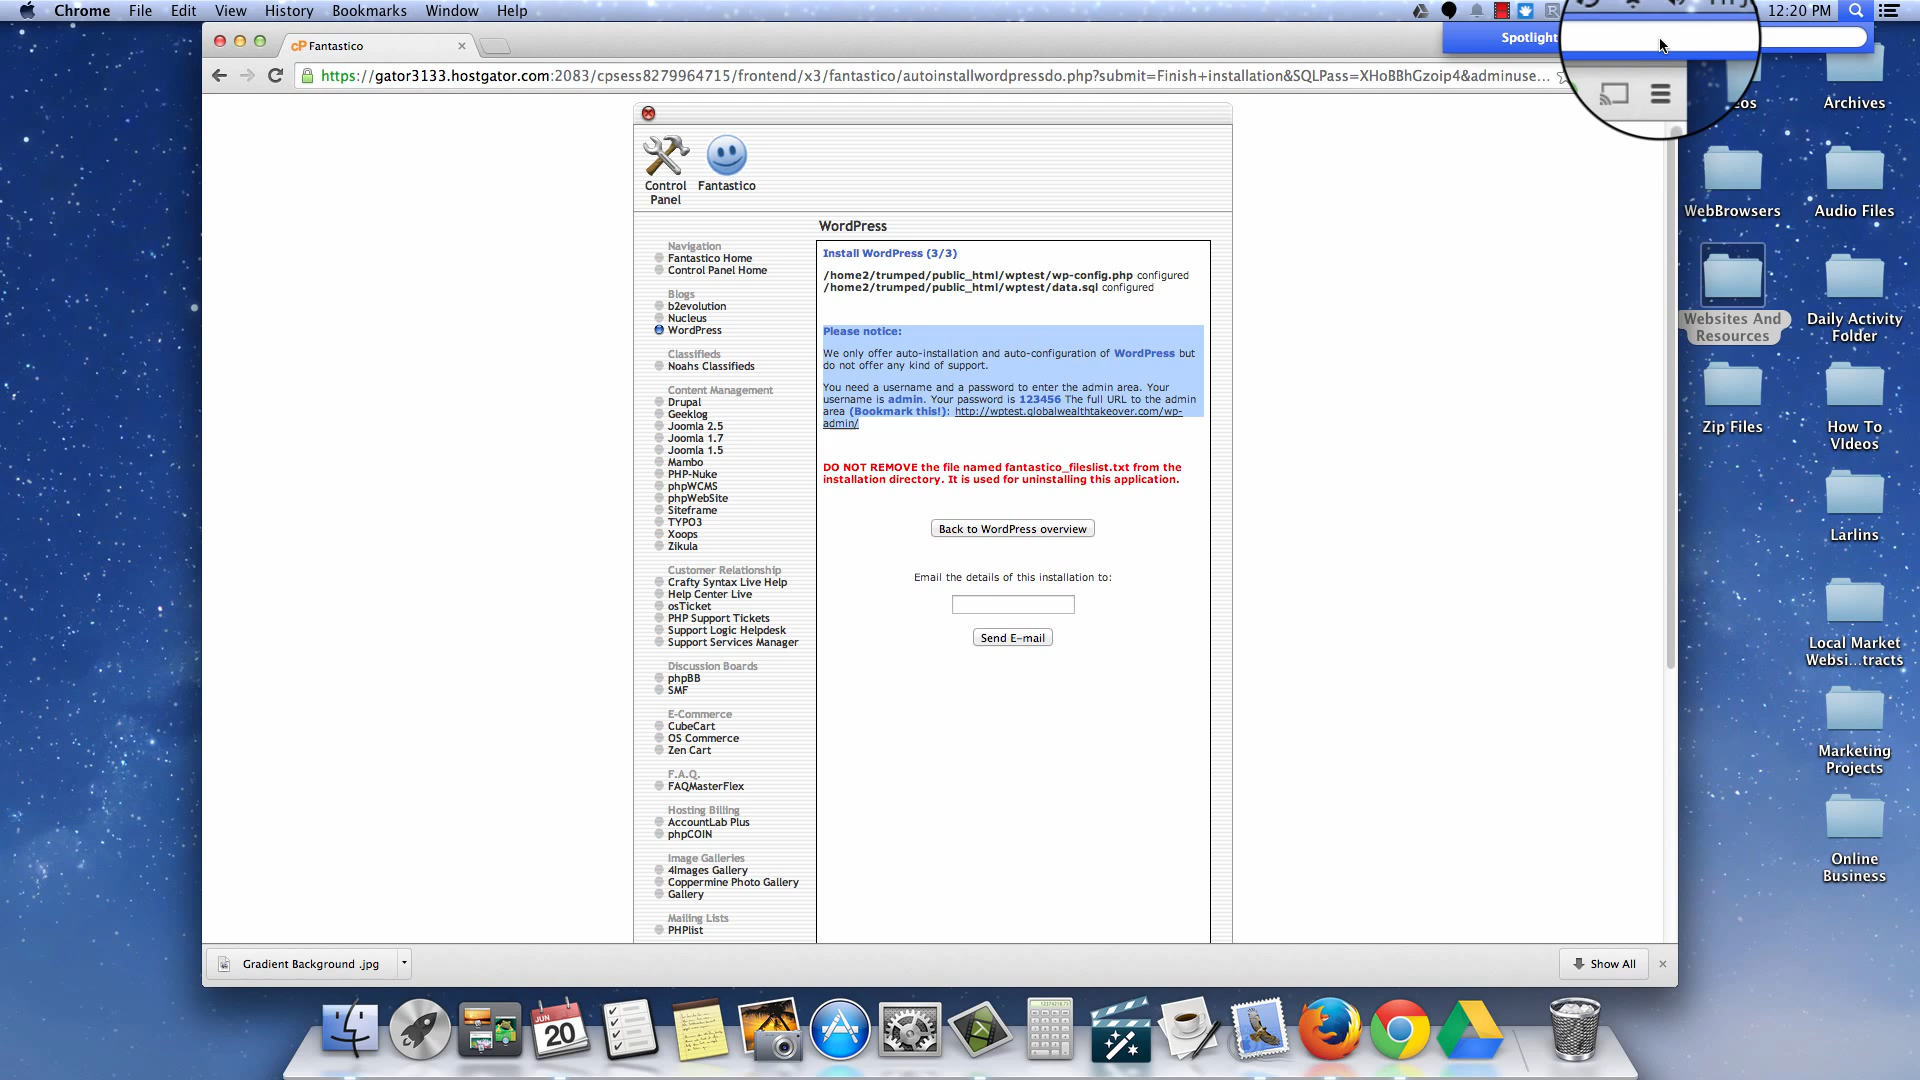 Chrome File Edit View History Bookmarks Window Help
12:20 PM
Spotlight
cP Fantastico
https://gator3133.hostgator.com:2083/cpsess8279964715/frontend/x3/fantastico/autoinstallwordpressdo.php?submit=Finish+installation&SQLPass=XHoBBhGzoip4&adminuse...
Control
Panel
Fantastico
WordPress
Navigation
Fantastico Home
Control Panel Home
Blogs
b2evolution
Nucleus
WordPress
Classifieds
Noahs Classifieds
Content Management
Drupal
Geeklog
Joomla 2.5
Joomla 1.7
Joomla 1.5
Mambo
PHP-Nuke
phpWCMS
phpWebSite
Siteframe
TYPO3
Xoops
Zikula
Customer Relationship
Crafty Syntax Live Help
Help Center Live
osTicket
PHP Support Tickets
Support Logic Helpdesk
Support Services Manager
Discussion Boards
phpBB
SMF
E-Commerce
CubeCart
OS Commerce
Zen Cart
F.A.Q.
FAQMasterFlex
Hosting Billing
AccountLab Plus
phpCOIN
Image Galleries
4Images Gallery
Coppermine Photo Gallery
Gallery
Mailing Lists
PHPlist
Install WordPress (3/3)
/home2/trumped/public_html/wptest/wp-config.php configured
/home2/trumped/public_html/wptest/data.sql configured
Please notice:
We only offer auto-installation and auto-configuration of WordPress but
do not offer any kind of support.
You need a username and a password to enter the admin area. Your
username is admin. Your password is 123456 The full URL to the admin
area (Bookmark this!): http://wptest.globalwealthtakeover.com/wp-
admin/
DO NOT REMOVE the file named fantastico_fileslist.txt from the
installation directory. It is used for uninstalling this application.
Back to WordPress overview
Email the details of this installation to:
Send E-mail
Archives
WebBrowsers
Audio Files
Websites And
Resources
Daily Activity
Folder
Zip Files
How To
VIdeos
Larlins
Local Market
Websi...tracts
Marketing
Projects
Online
Business
Gradient Background .jpg
Show All
JUN
20